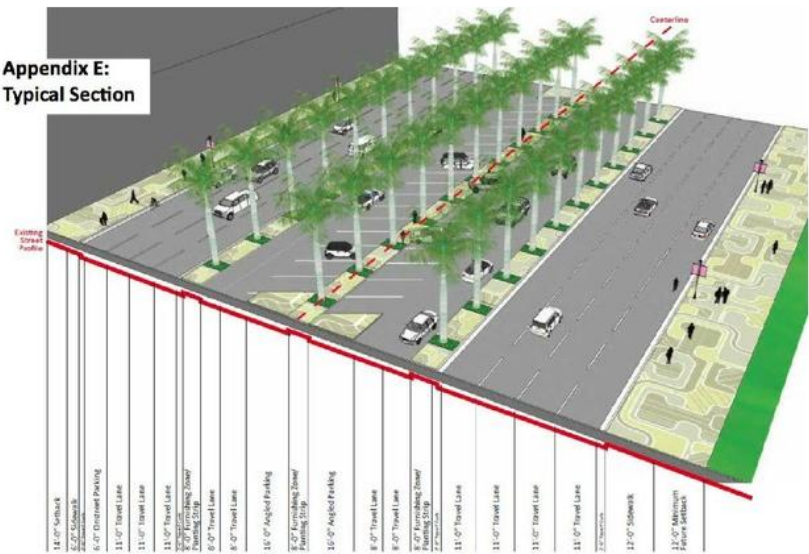 Appendix E:
Typical Section
Centerline
Existing
Street
Profile
14'-0" Setback
6'-0" Sidewalk
6'-0" Onstreet Parking
11'-0" Travel Lane
11'-0" Travel Lane
11'-0" Travel Lane
8'-0" Furnishing Zone/
Planting Strip
8'-0" Travel Lane
8'-0" Travel Lane
16'-0" Angled Parking
8'-0" Furnishing Zone/
Planting Strip
16'-0" Angled Parking
8'-0" Travel Lane
8'-0" Travel Lane
8'-0" Furnishing Zone/
Planting Strip
11'-0" Travel Lane
11'-0" Travel Lane
11'-0" Travel Lane
11'-0" Travel Lane
12'-0" Sidewalk
12'-0" Minimum
Future Setback